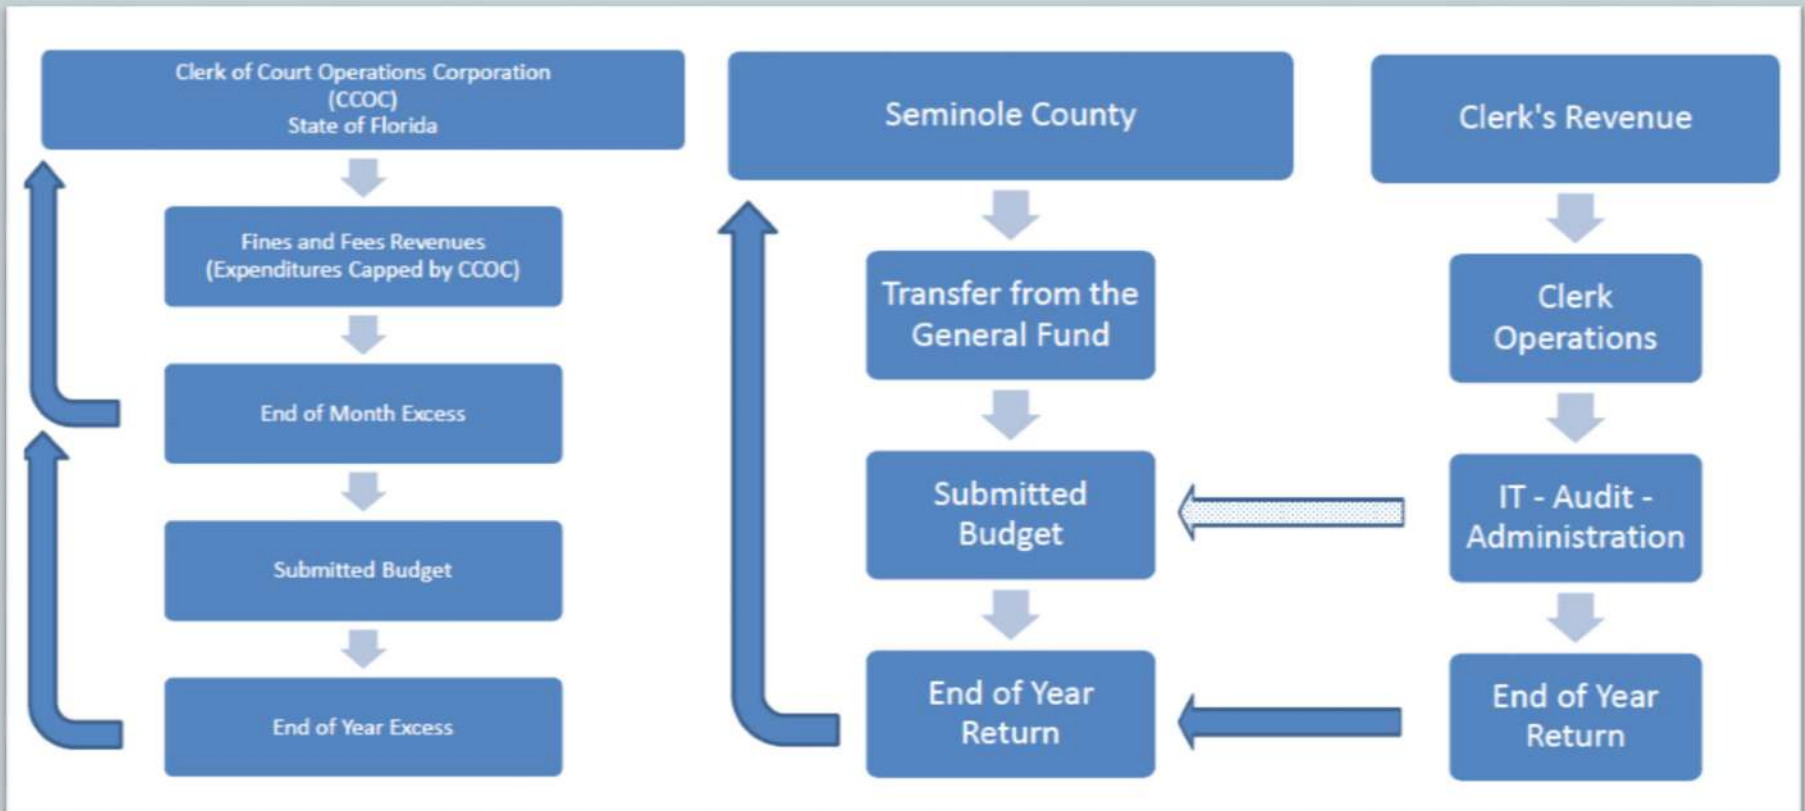 Clerk of Court Operations Corporation
(CCOC)
State of Florida
Fines and Fees Revenues
(Expenditures Capped by CCOC)
End of Month Excess
Submitted Budget
End of Year Excess
Seminole County
Transfer from the
General Fund
Submitted
Budget
End of Year
Return
Clerk's Revenue
Clerk
Operations
IT - Audit -
Administration
End of Year
Return